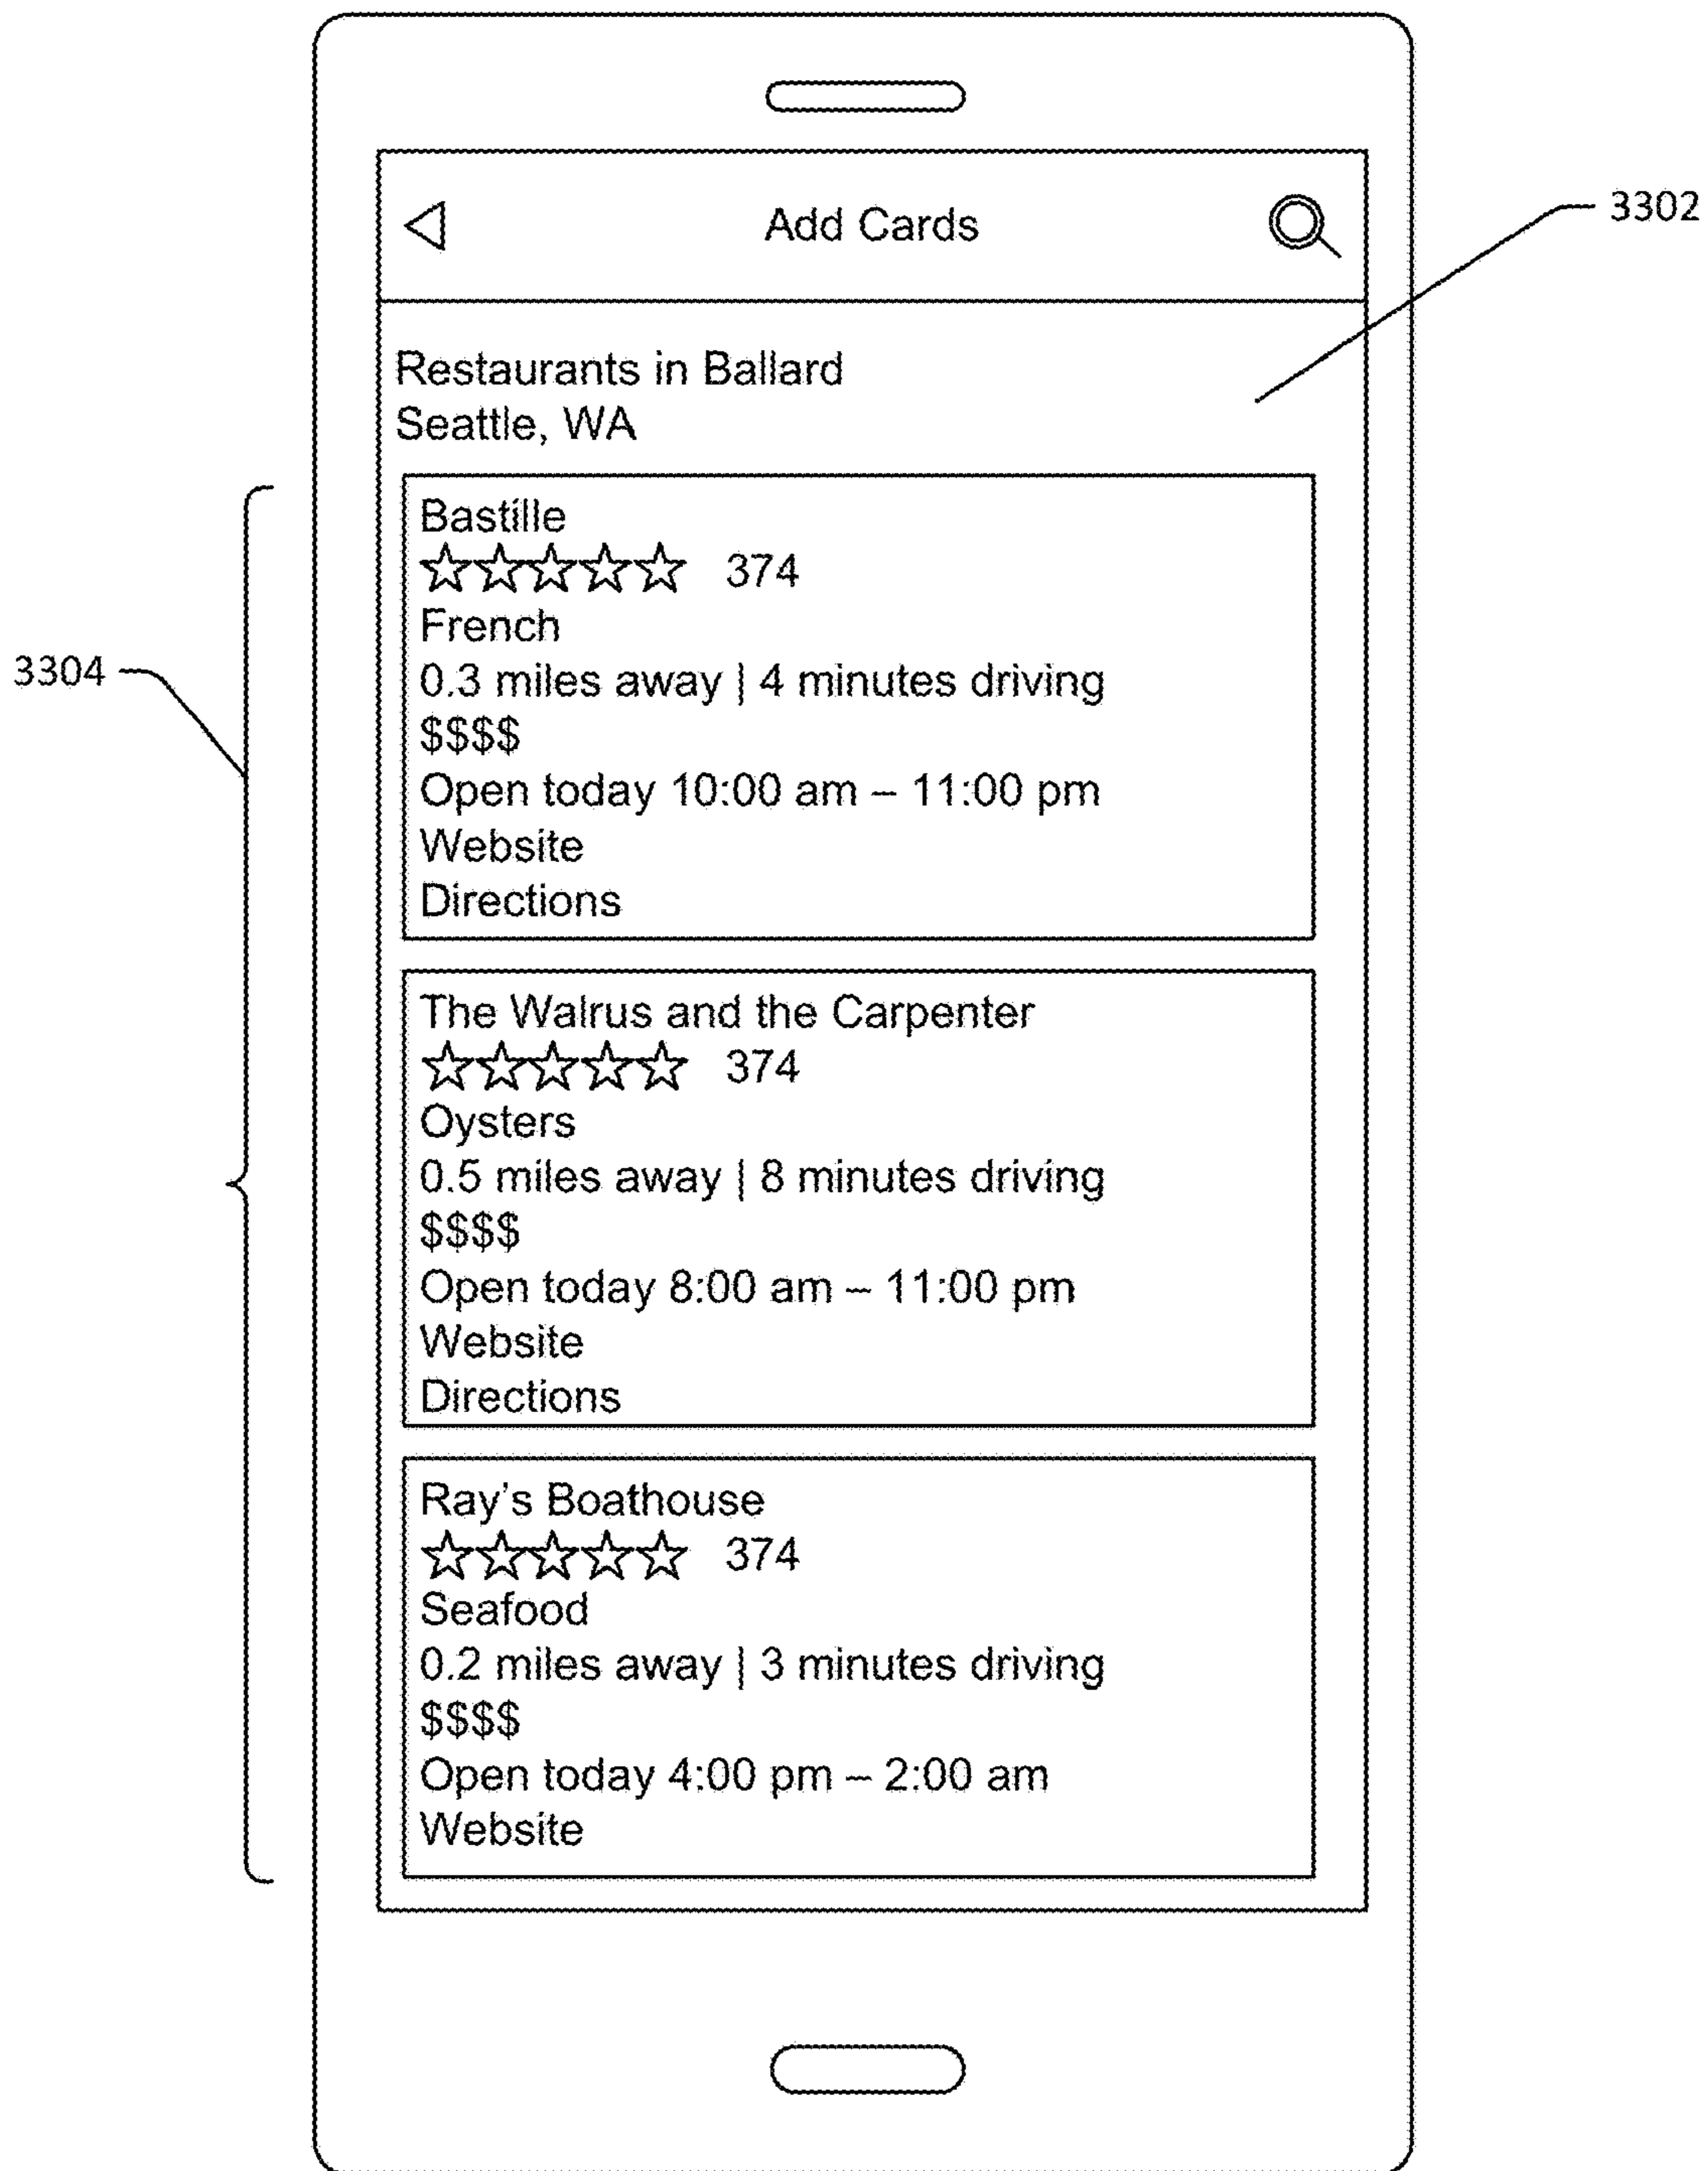 Add Cards
3302
Restaurants in Ballard
Seattle, WA
3304
Bastille
☆☆☆☆☆ 374
French
0.3 miles away | 4 minutes driving
$$$$
Open today 10:00 am – 11:00 pm
Website
Directions
The Walrus and the Carpenter
☆☆☆☆☆ 374
Oysters
0.5 miles away | 8 minutes driving
$$$$
Open today 8:00 am – 11:00 pm
Website
Directions
Ray's Boathouse
☆☆☆☆☆ 374
Seafood
0.2 miles away | 3 minutes driving
$$$$
Open today 4:00 pm – 2:00 am
Website